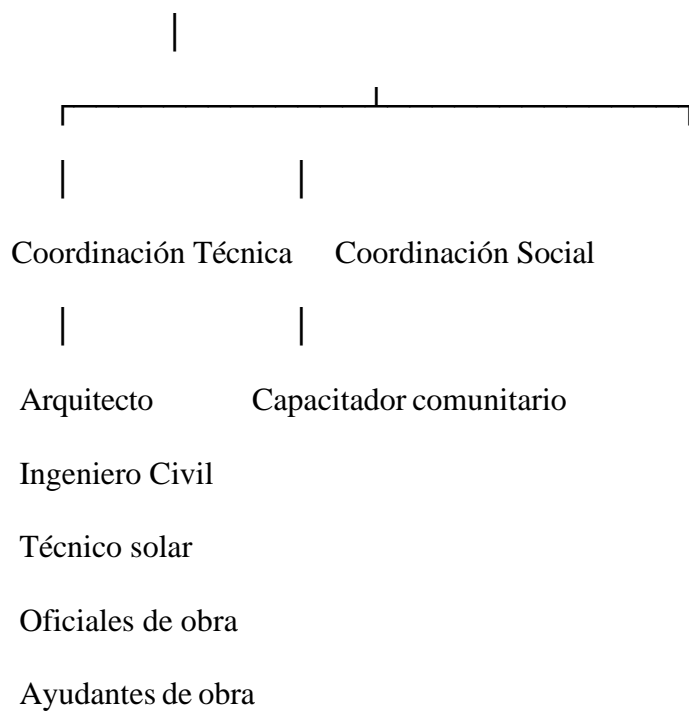 Coordinación Técnica Coordinación Social
Arquitecto Capacitador comunitario
Ingeniero Civil
Técnico solar
Oficiales de obra
Ayudantes de obra